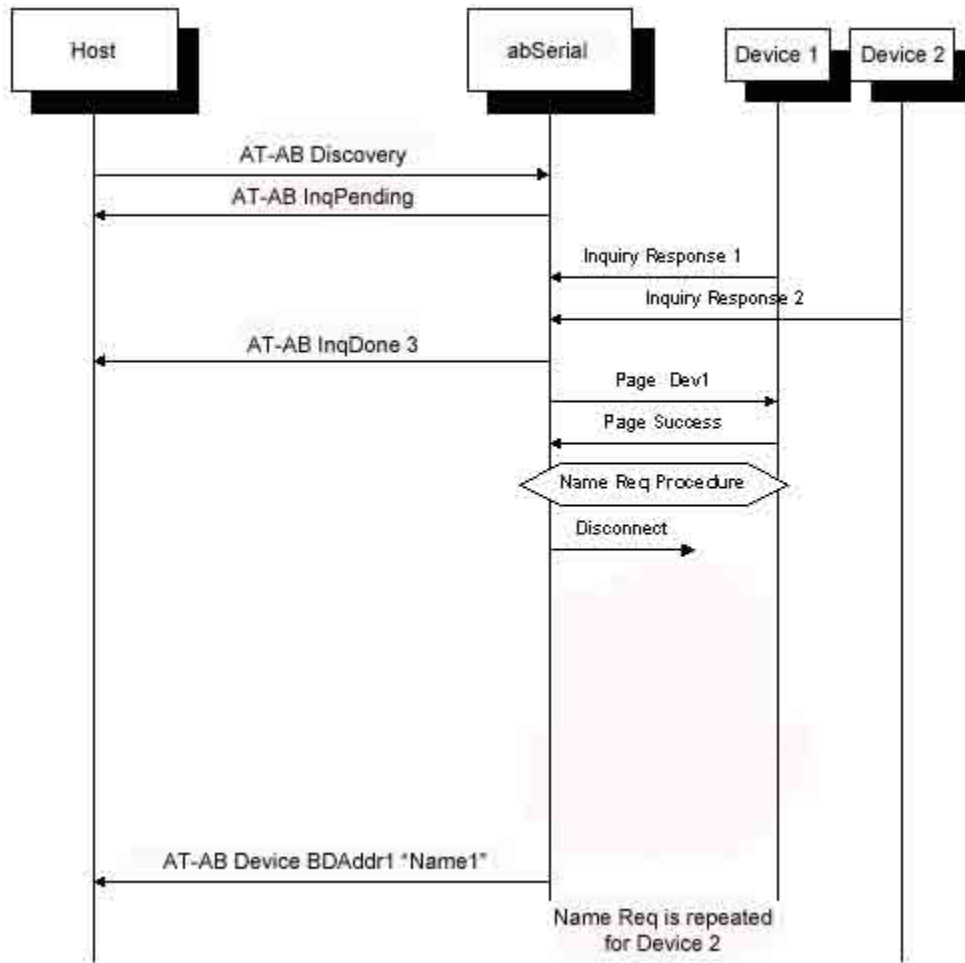 Host
abSerial
Device 1
Device 2
AT-AB Discovery
AT-AB InqPending
Inquiry Response 1
Inquiry Response 2
AT-AB InqDone 3
Page Dev1
Page Success
Name Req Procedure
Disconnect
AT-AB Device BDAddr1 “Name1”
Name Req is repeated
for Device 2